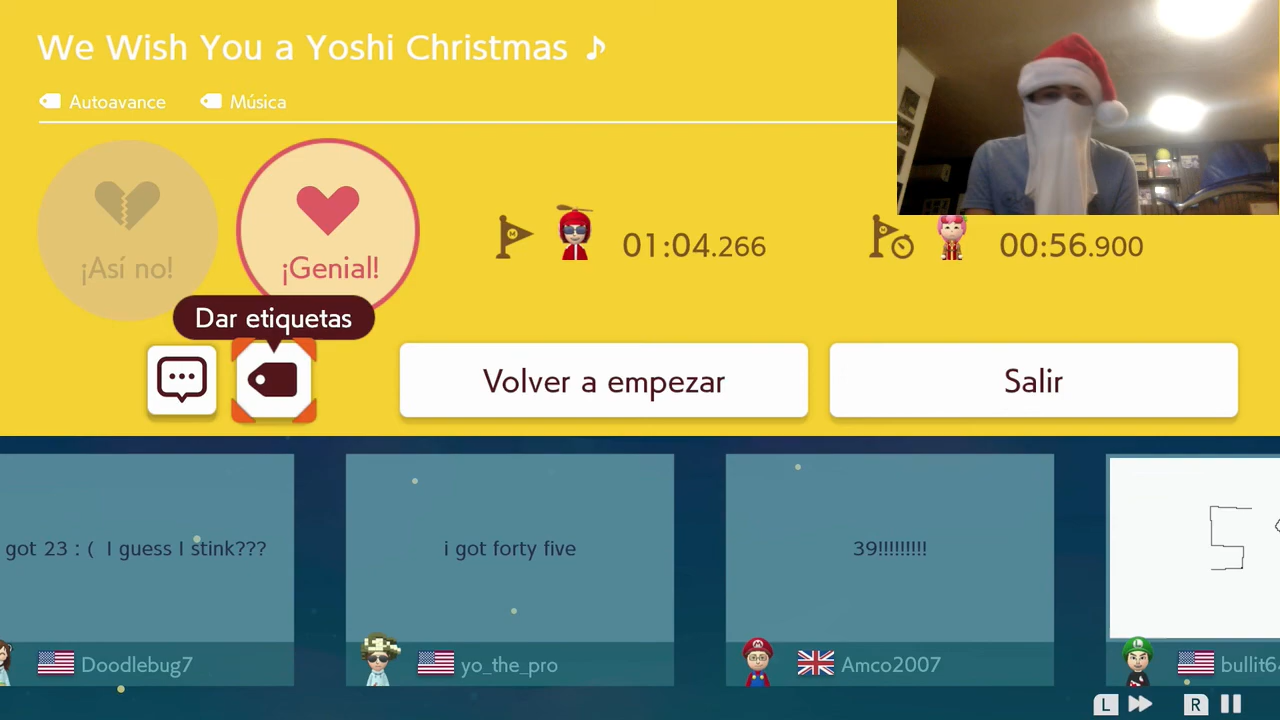 We Wish You a Yoshi Christmas ♪
Autoavance Música
¡Así no! ¡Genial!
01:04.266 00:56.900
Dar etiquetas
Volver a empezar Salir
got 23 : ( I guess I stink??? i got forty five 39!!!!!!!!!
Doodlebug7 yo_the_pro Amco2007
L R